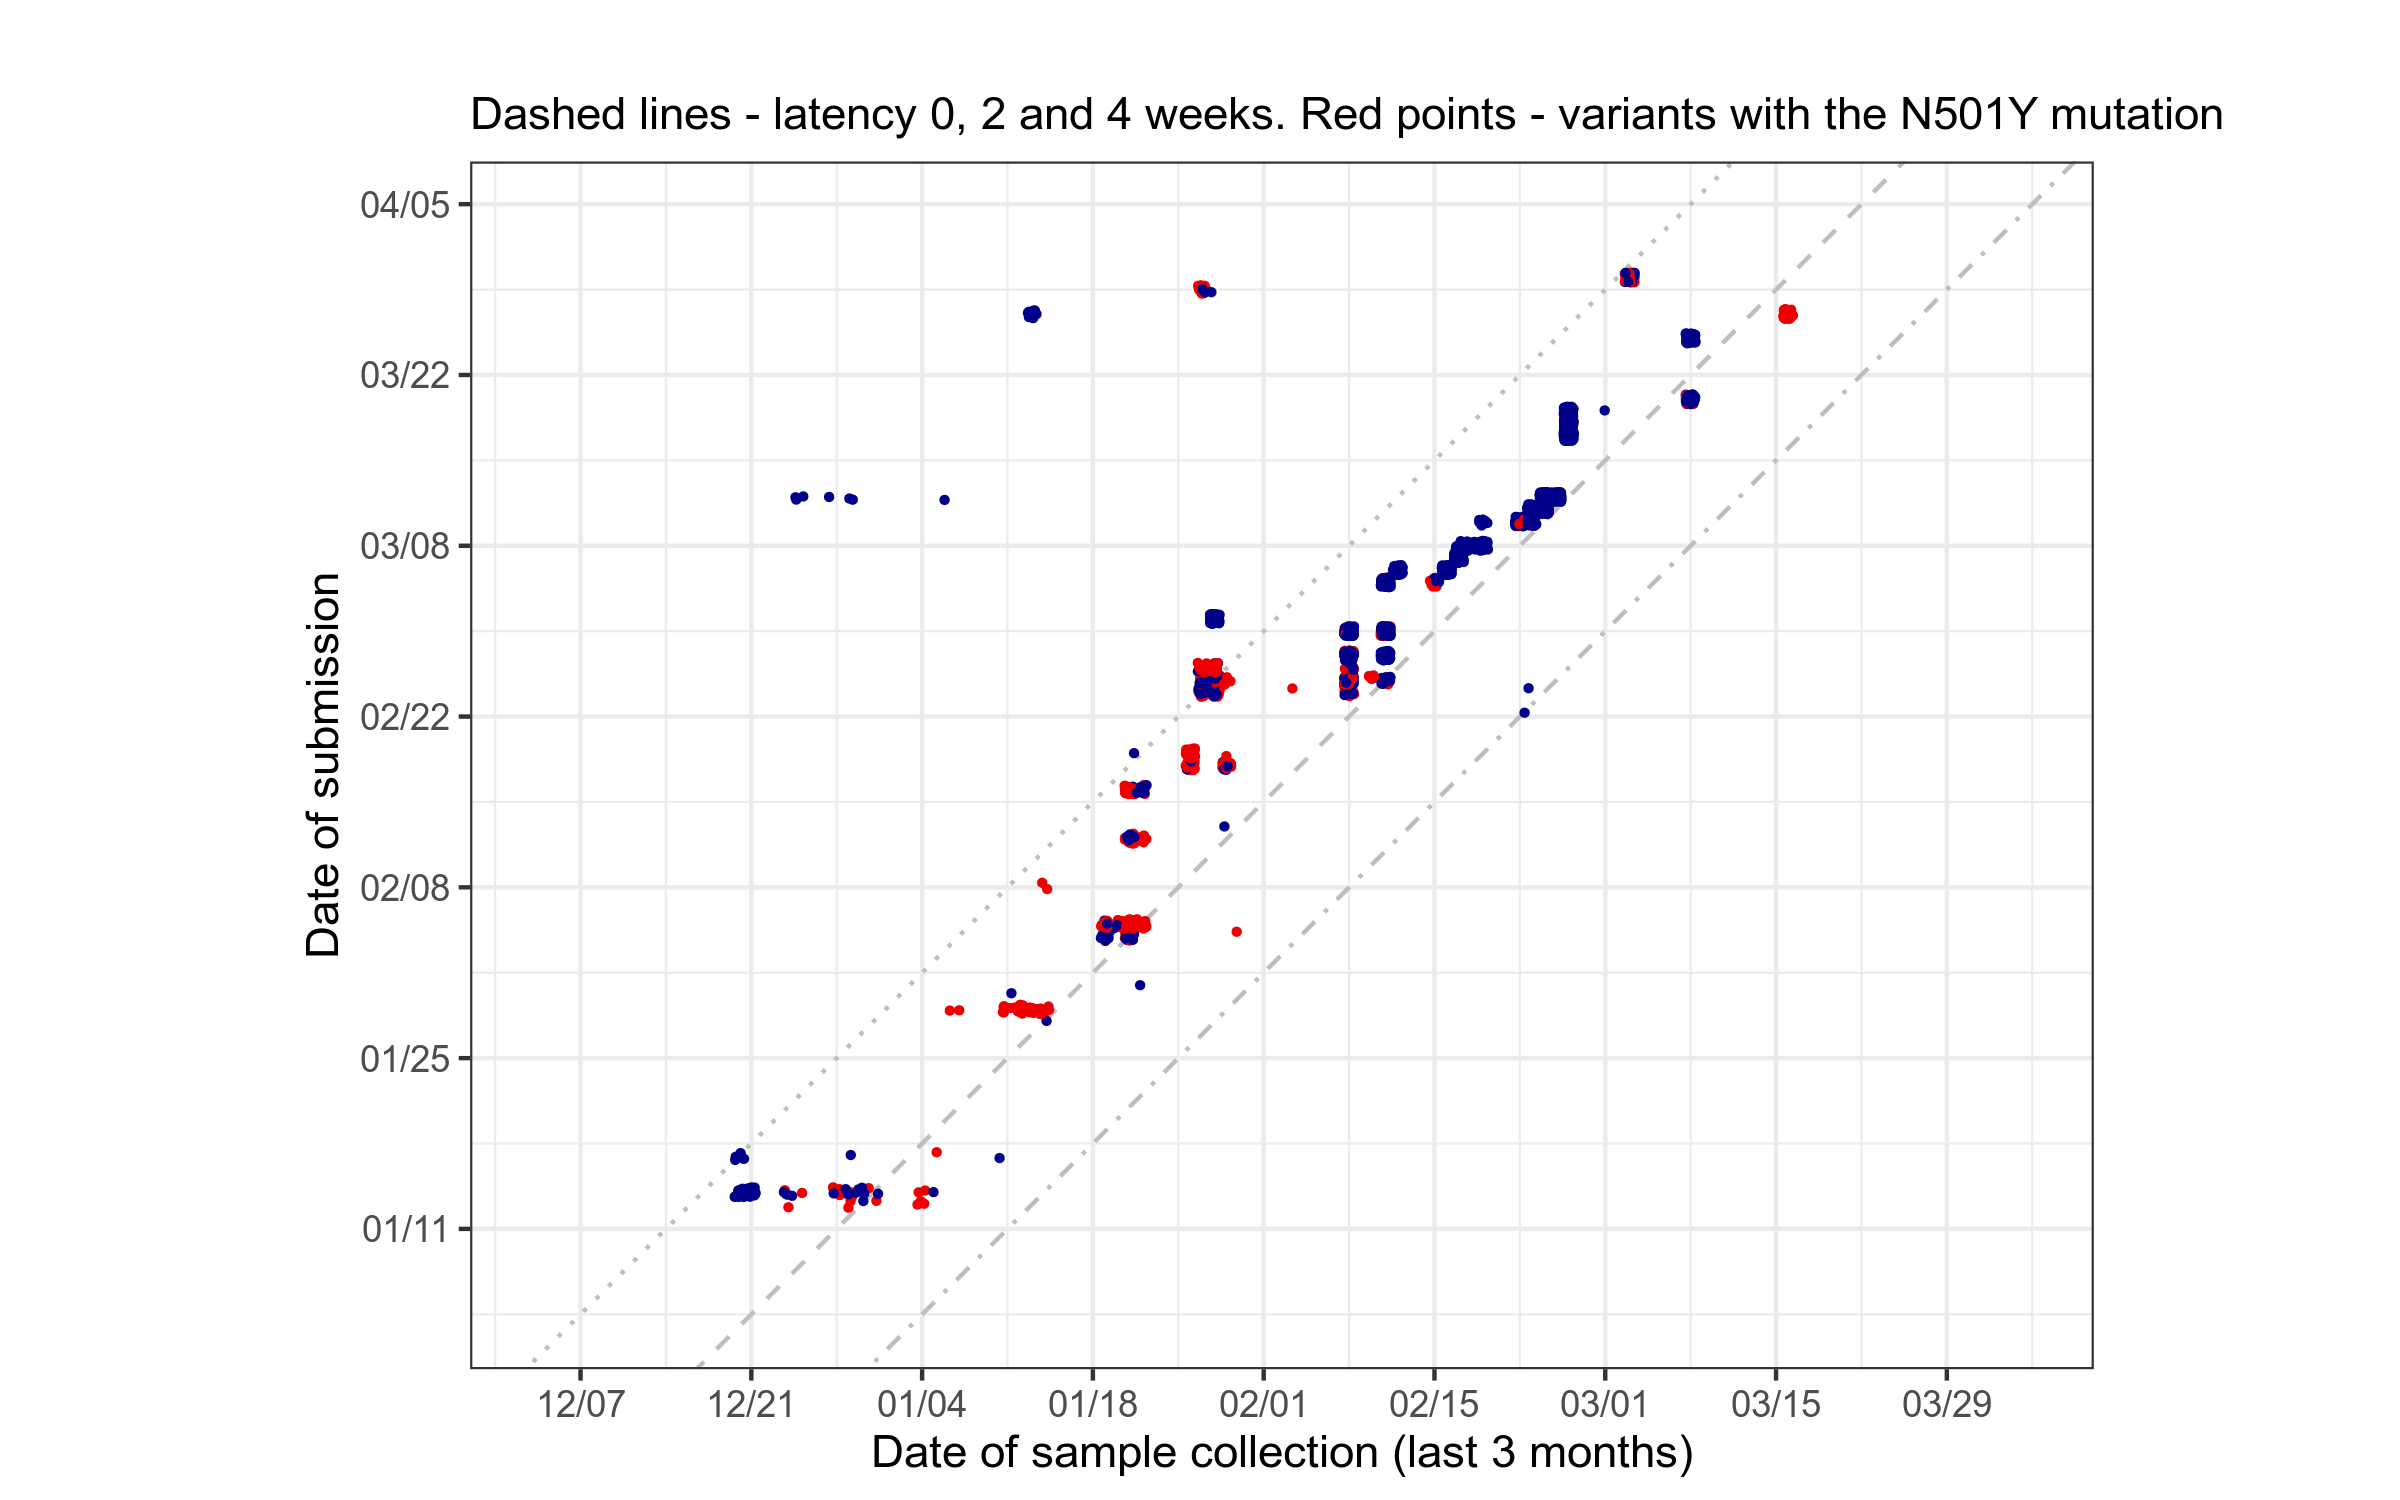 Dashed lines - latency 0, 2 and 4 weeks. Red points - variants with the N501Y mutation
04/05
03/22
03/08
02/22
02/08
01/25
01/11
Date of submission
12/07 12/21 01/04 01/18 02/01 02/15 03/01 03/15 03/29
Date of sample collection (last 3 months)